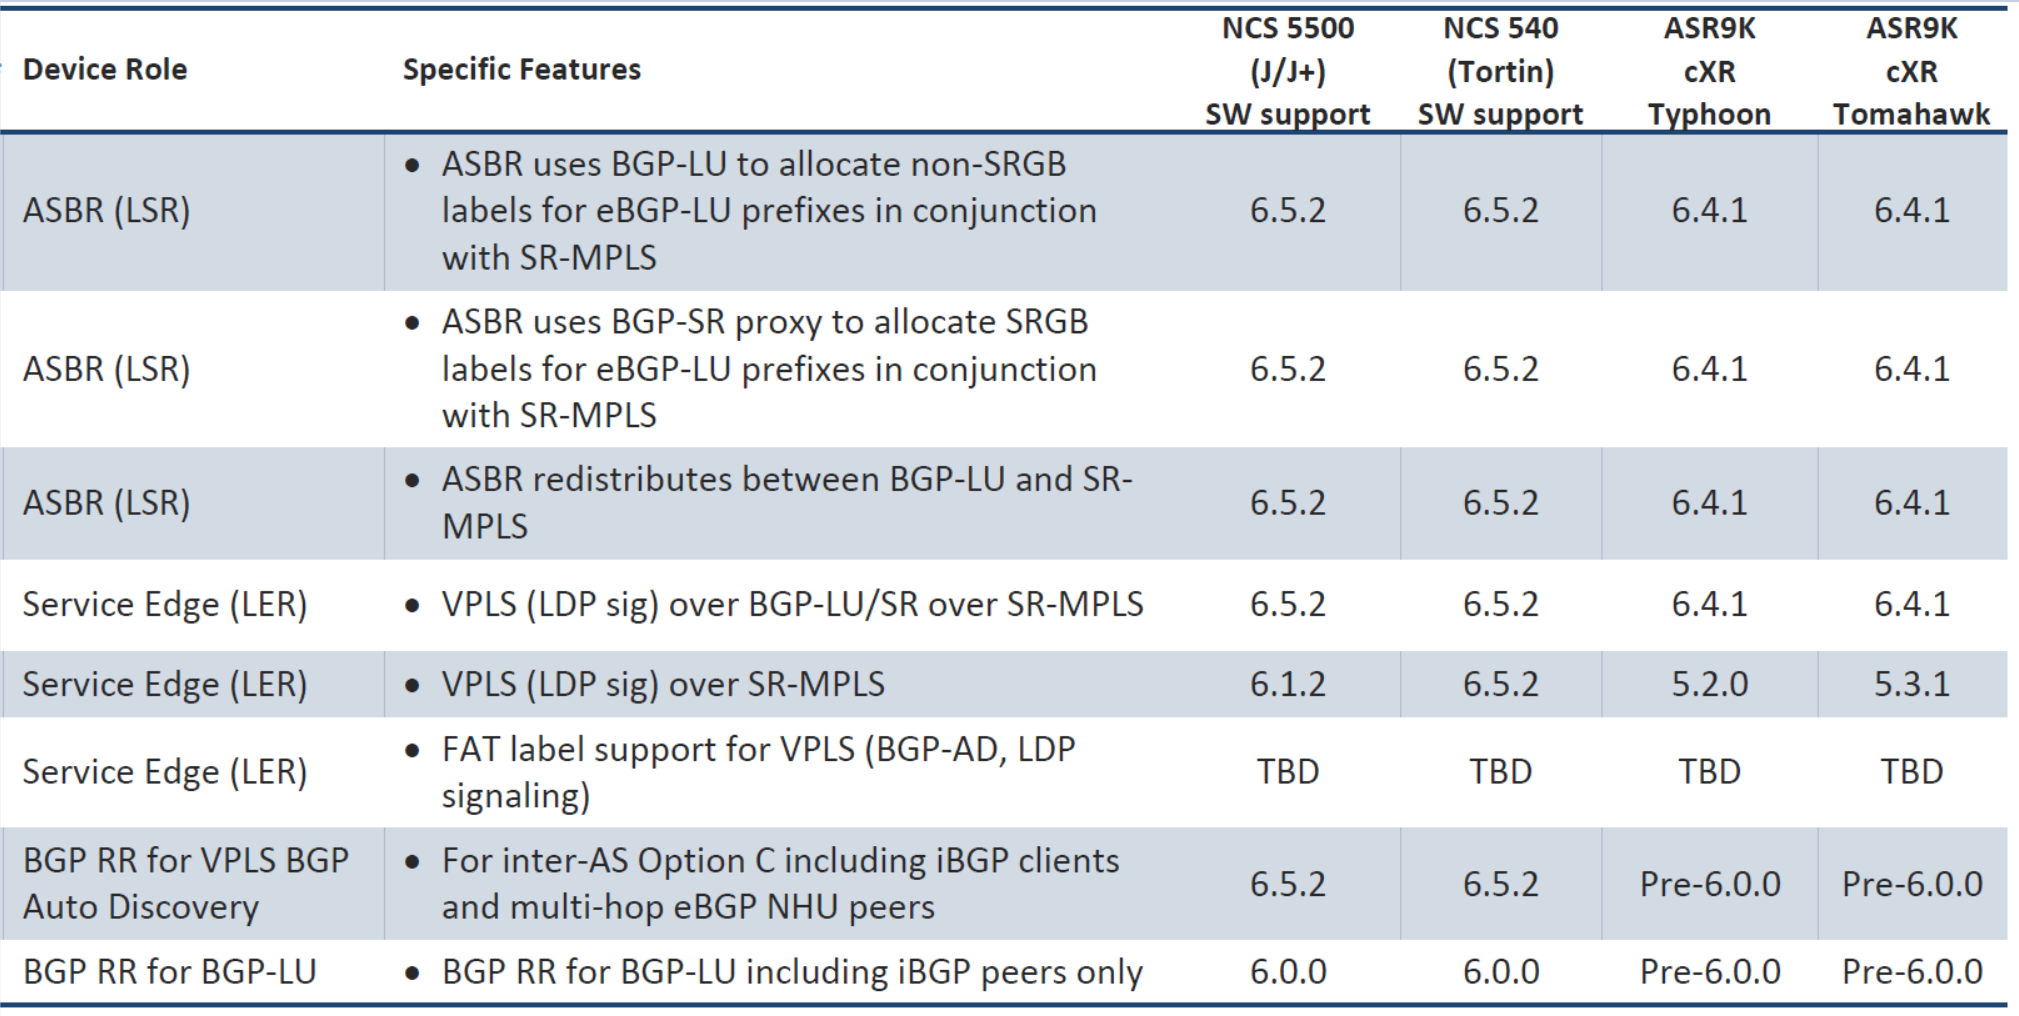 Device Role Specific Features NCS 5500 (J/J+) SW support NCS 540 (Tortin) SW support ASR9K cXR Typhoon ASR9K cXR Tomahawk
ASBR (LSR)
• ASBR uses BGP-LU to allocate non-SRGB
labels for eBGP-LU prefixes in conjunction
with SR-MPLS
6.5.2 6.5.2 6.4.1 6.4.1
ASBR (LSR)
• ASBR uses BGP-SR proxy to allocate SRGB
labels for eBGP-LU prefixes in conjunction
with SR-MPLS
6.5.2 6.5.2 6.4.1 6.4.1
ASBR (LSR)
• ASBR redistributes between BGP-LU and SR-
MPLS
6.5.2 6.5.2 6.4.1 6.4.1
Service Edge (LER) • VPLS (LDP sig) over BGP-LU/SR over SR-MPLS 6.5.2 6.5.2 6.4.1 6.4.1
Service Edge (LER) • VPLS (LDP sig) over SR-MPLS 6.1.2 6.5.2 5.2.0 5.3.1
Service Edge (LER)
• FAT label support for VPLS (BGP-AD, LDP
signaling)
TBD TBD TBD TBD
BGP RR for VPLS BGP
Auto Discovery
• For inter-AS Option C including iBGP clients
and multi-hop eBGP NHU peers
6.5.2 6.5.2 Pre-6.0.0 Pre-6.0.0
BGP RR for BGP-LU • BGP RR for BGP-LU including iBGP peers only 6.0.0 6.0.0 Pre-6.0.0 Pre-6.0.0